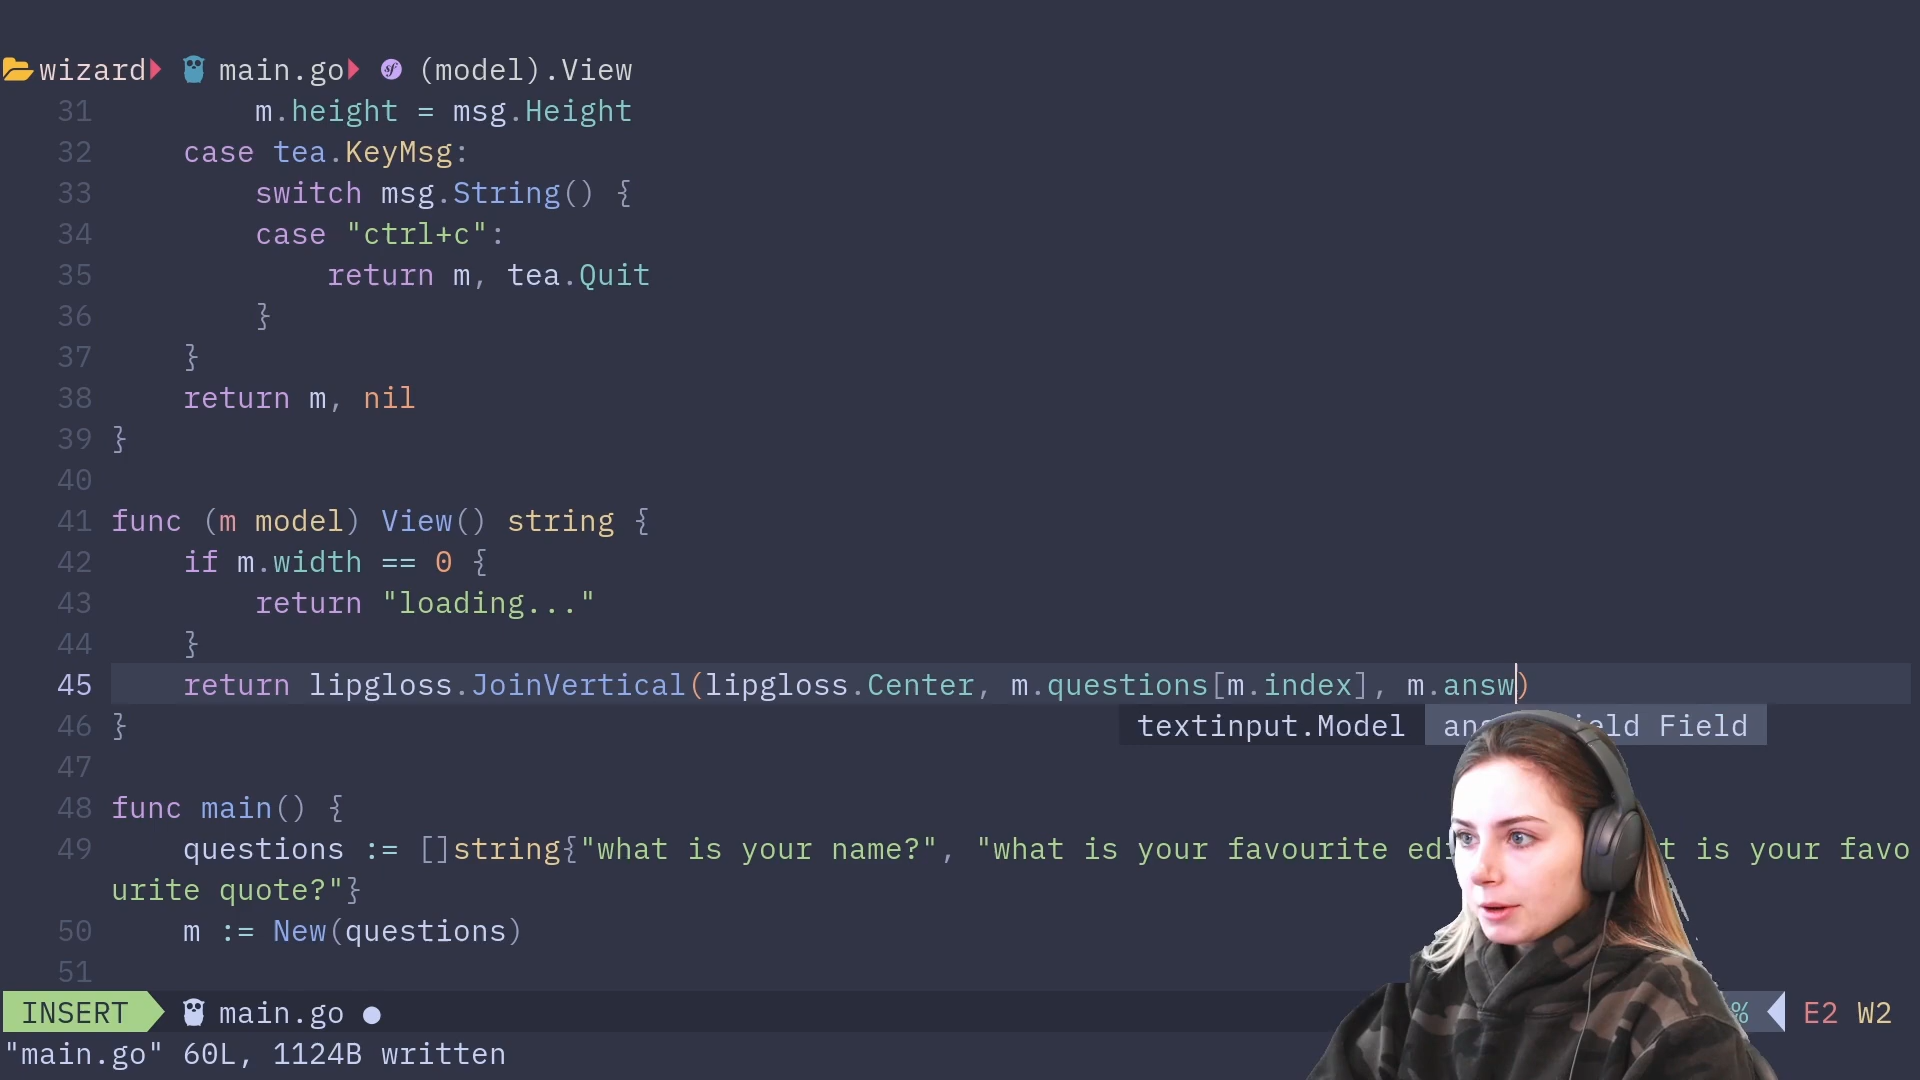 wizard main.go (model).View
31 m.height = msg.Height
32 case tea.KeyMsg:
33 switch msg.String() {
34 case "ctrl+c":
35 return m, tea.Quit
36 }
37 }
38 return m, nil
39 }
40
41 func (m model) View() string {
42 if m.width == 0 {
43 return "loading..."
44 }
45 return lipgloss.JoinVertical(lipgloss.Center, m.questions[m.index], m.answ)
46 }
textinput.Model Field
47
48 func main() {
49 questions := []string{"what is your name?", "what is your favourite is your favo
urite quote?"}
50 m := New(questions)
51
INSERT main.go ● % E2 W2
"main.go" 60L, 1124B written